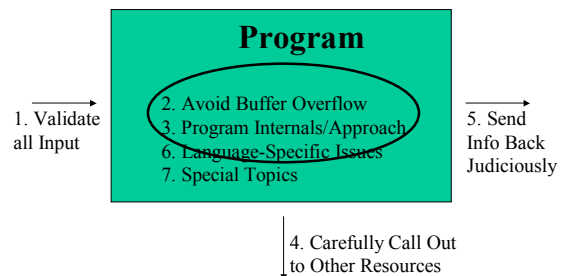 Program
1. Validate
all Input
2. Avoid Buffer Overflow
3. Program Internals/Approach
6. Language-Specific Issues
7. Special Topics
5. Send
Info Back
Judiciously
4. Carefully Call Out
to Other Resources